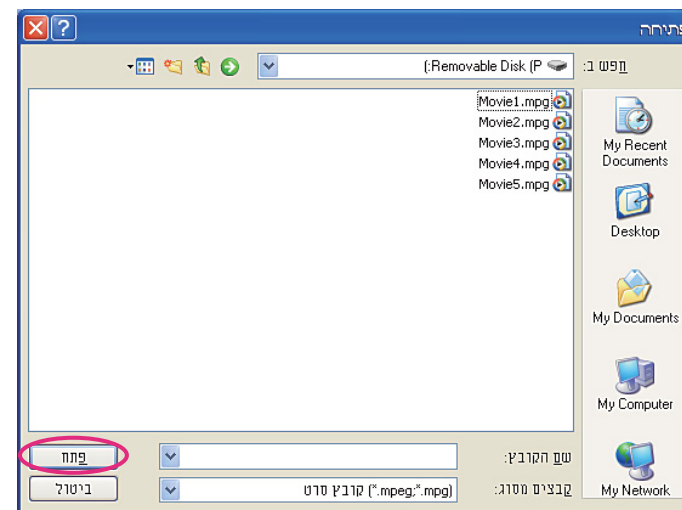 פתיחה
חפש ב:
Removable Disk (P:)
Movie1.mpg
Movie2.mpg
Movie3.mpg
Movie4.mpg
Movie5.mpg
My Recent
Documents
Desktop
My Documents
My Computer
My Network
שם הקובץ:
פתח
קבצים מסוג:
קובץ סרט (*.mpeg;*.mpg)
ביטול